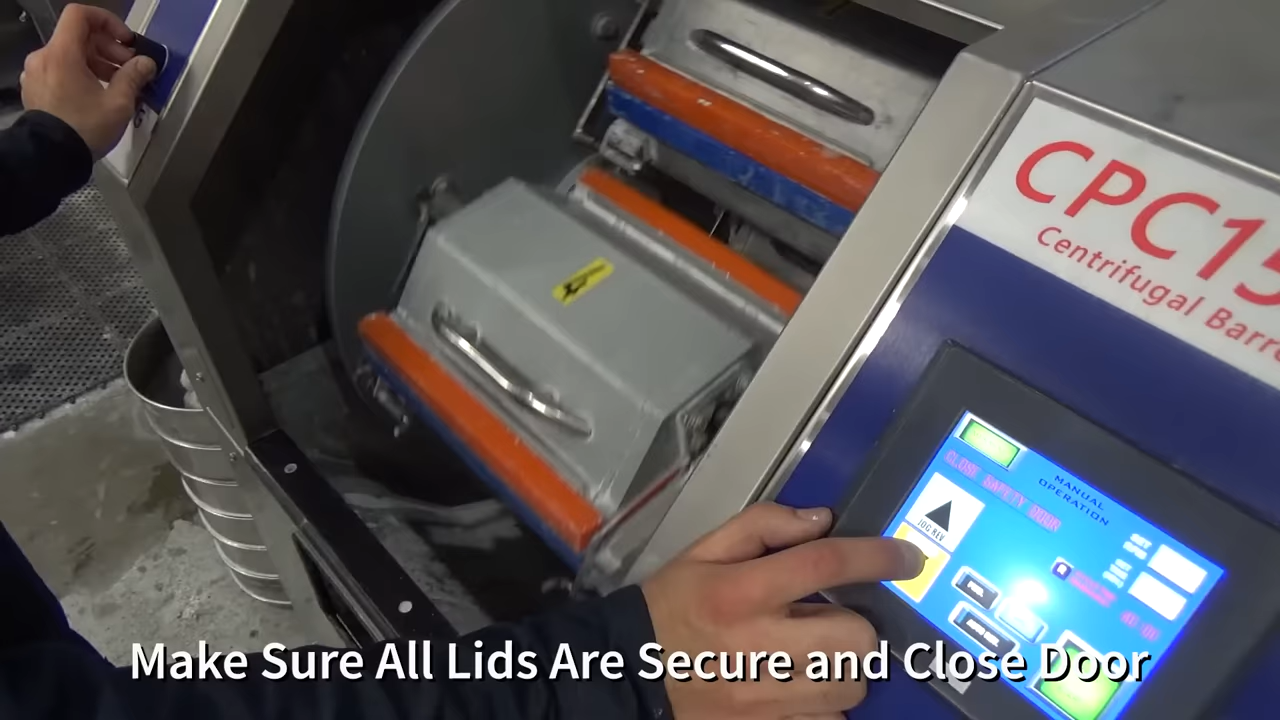 CPC15
Centrifugal Barre
MANUAL
OPERATION
CLOSE SAFETY DOOR
JOG REV
Make Sure All Lids Are Secure and Close Door